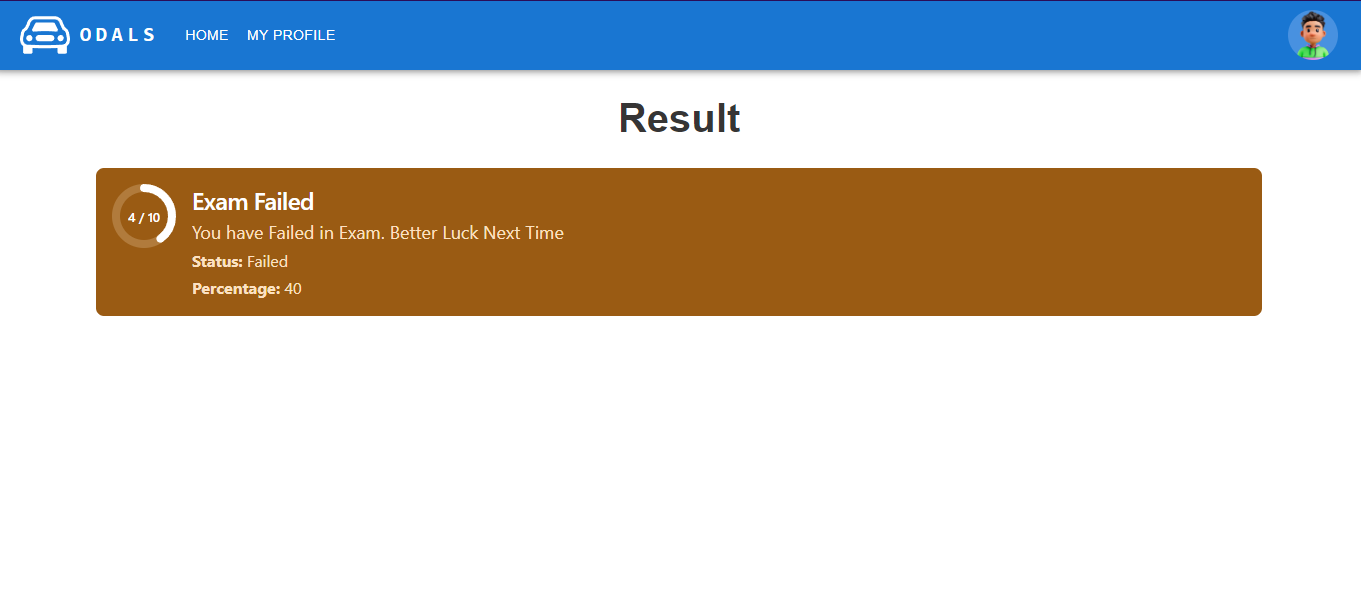 ODALS HOME MY PROFILE
Result
4 / 10
Exam Failed
You have Failed in Exam. Better Luck Next Time
Status: Failed
Percentage: 40